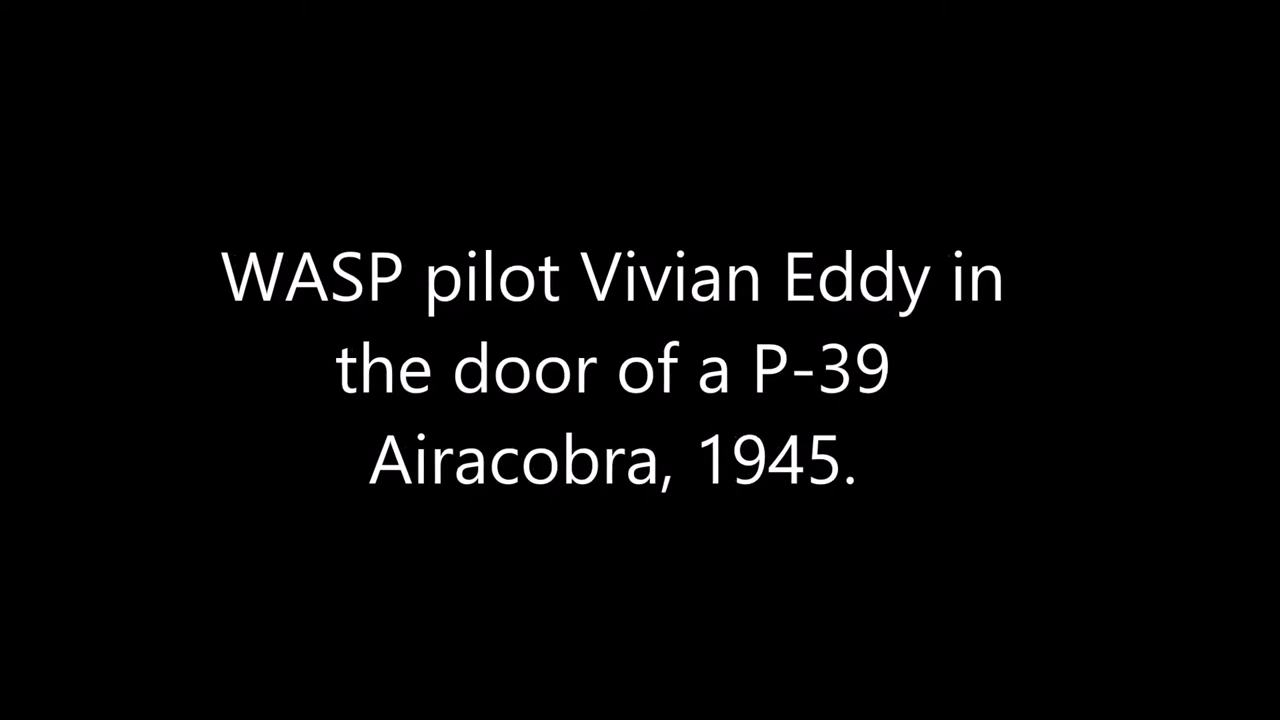 WASP pilot Vivian Eddy in
the door of a P-39
Airacobra, 1945.